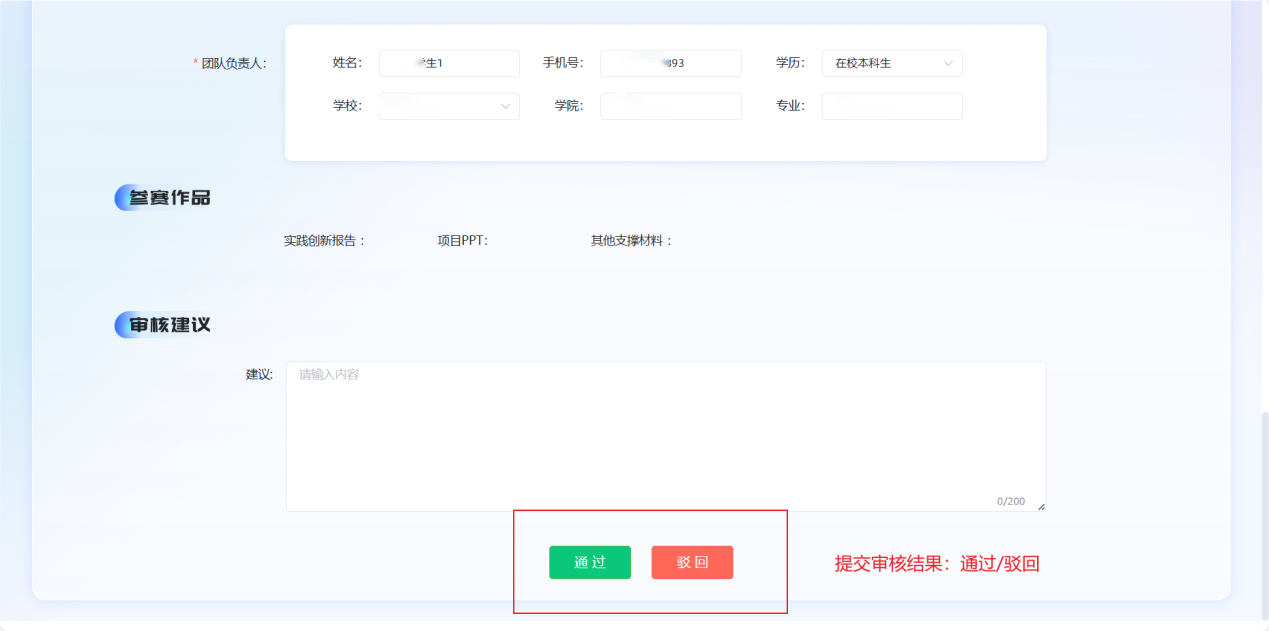 * 团队负责人: 姓名: 生1 手机号: 93 学历: 在校本科生
学校: 学院: 专业:
参赛作品
实践创新报告: 项目PPT: 其他支撑材料:
审核建议
建议: 请输入内容
0/200
通过 驳回 提交审核结果: 通过/驳回